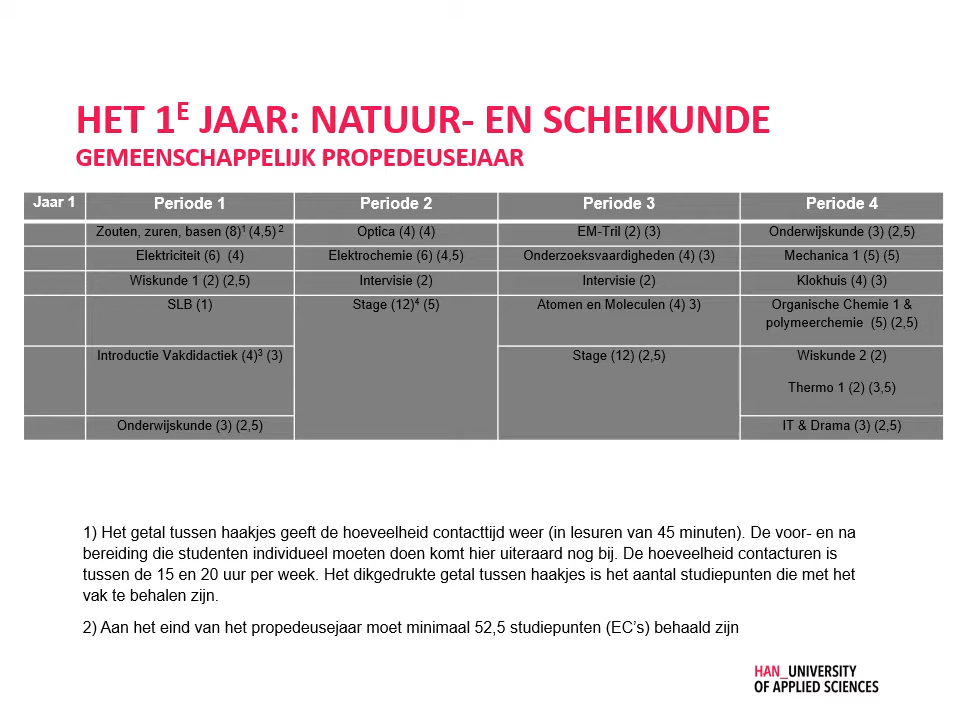 HET 1E JAAR: NATUUR- EN SCHEIKUNDE
GEMEENSCHAPPELIJK PROPEDEUSEJAAR
Jaar 1 Periode 1 Periode 2 Periode 3 Periode 4
Zouten, zuren, basen (8)1 (4,5) 2 Optica (4) (4) EM-Tril (2) (3) Onderwijskunde (3) (2,5)
Elektriciteit (6) (4) Elektrochemie (6) (4,5) Onderzoeksvaardigheden (4) (3) Mechanica 1 (5) (5)
Wiskunde 1 (2) (2,5) Intervisie (2) Intervisie (2) Klokhuis (4) (3)
SLB (1) Stage (12)4 (5) Atomen en Moleculen (4) 3) Organische Chemie 1 &
polymeerchemie (5) (2,5)
Introductie Vakdidactiek (4)3 (3) Stage (12) (2,5) Wiskunde 2 (2)
Thermo 1 (2) (3,5)
Onderwijskunde (3) (2,5) IT & Drama (3) (2,5)
1) Het getal tussen haakjes geeft de hoeveelheid contacttijd weer (in lesuren van 45 minuten). De voor- en na
bereiding die studenten individueel moeten doen komt hier uiteraard nog bij. De hoeveelheid contacturen is
tussen de 15 en 20 uur per week. Het dikgedrukte getal tussen haakjes is het aantal studiepunten die met het
vak te behalen zijn.
2) Aan het eind van het propedeusejaar moet minimaal 52,5 studiepunten (EC’s) behaald zijn
HAN_UNIVERSITY
OF APPLIED SCIENCES